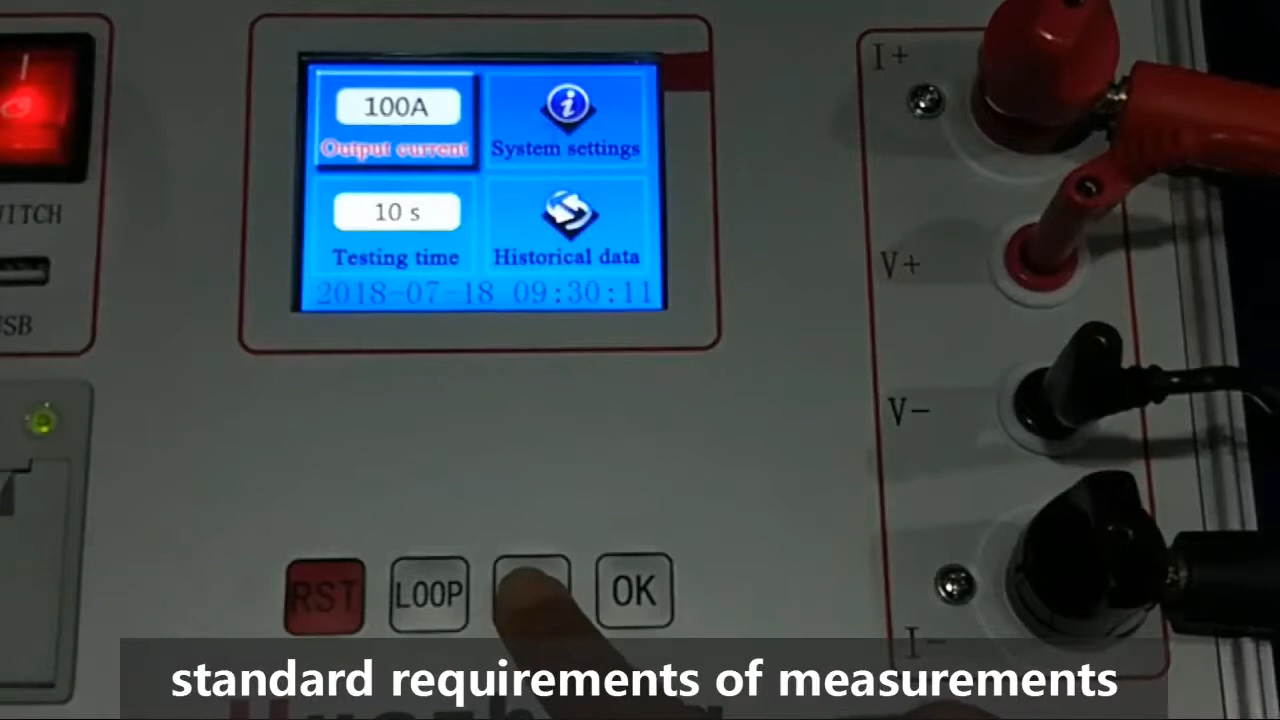 100A
Output current
System settings
10 s
Testing time
Historical data
2018-07-18 09:30:11
I+
V+
V-
I-
USB
RST
LOOP
OK
standard requirements of measurements